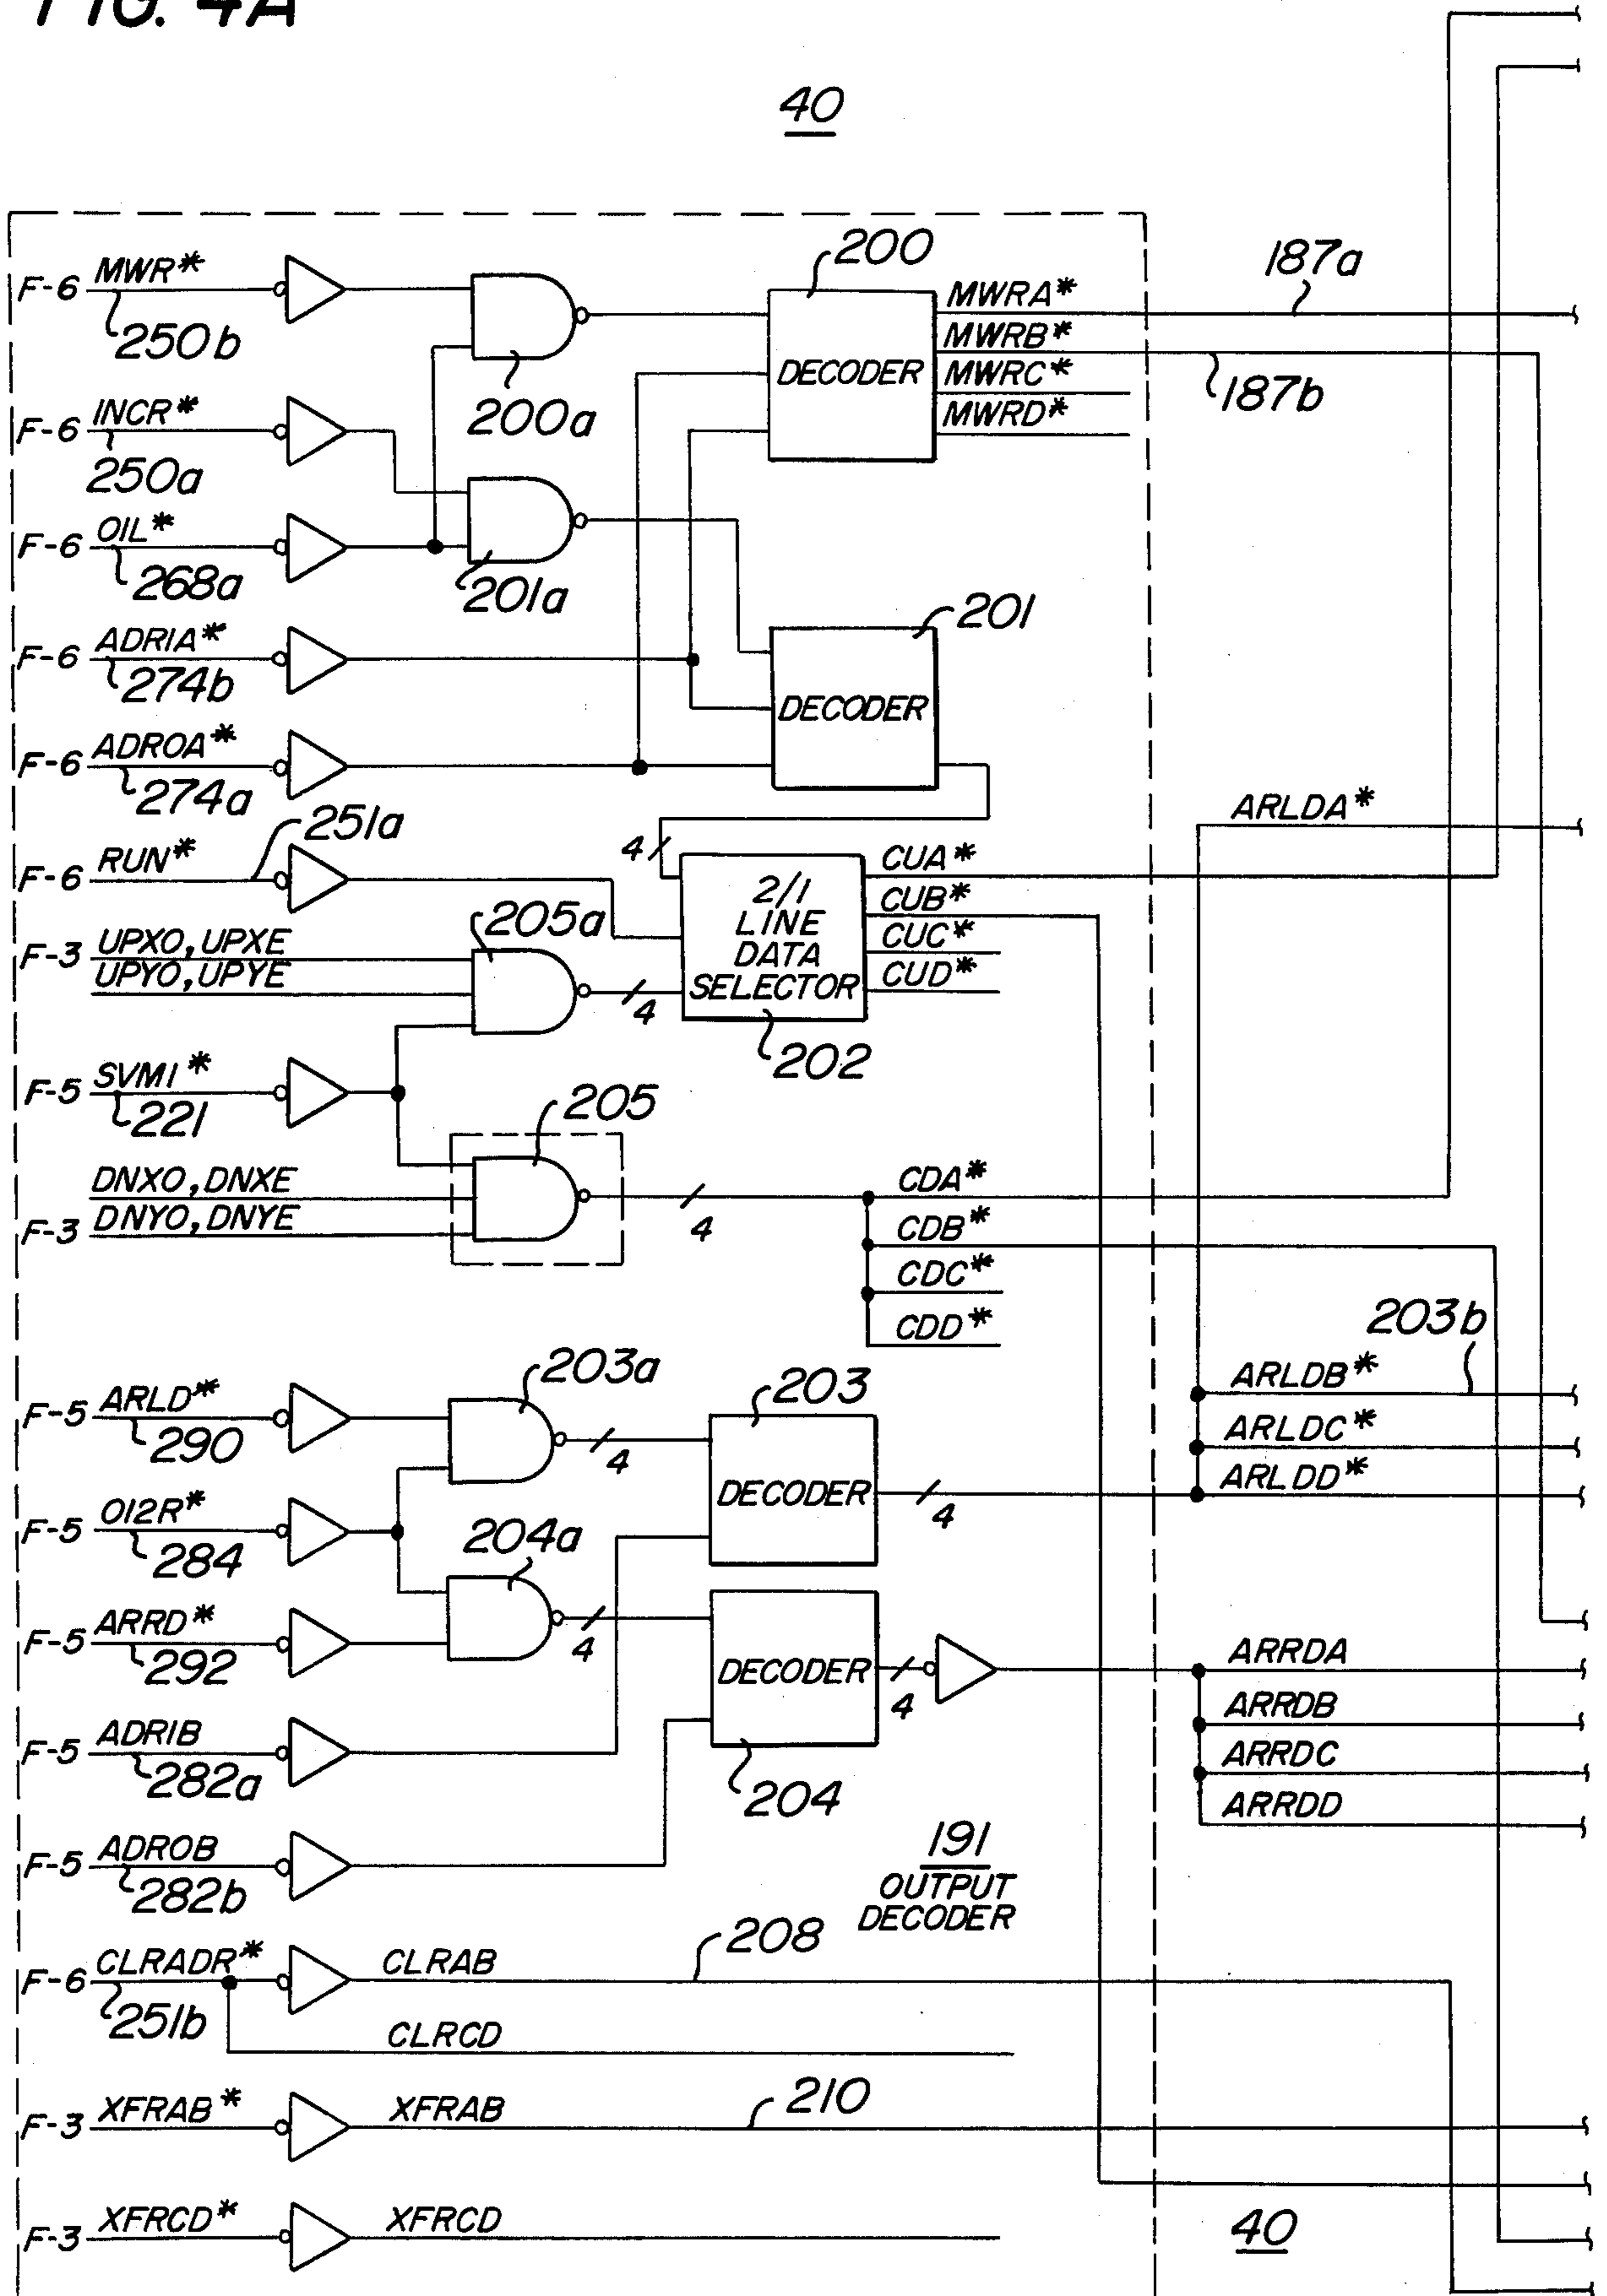 FIG. 4A
40
F-6 MWR*
250b
200a
200
DECODER
MWRA*
MWRB*
MWRC*
MWRD*
187a
187b
F-6 INCR*
250a
F-6 OIL*
268a
201a
F-6 ADRIA*
274b
201
DECODER
F-6 ADROA*
274a
ARLDA*
F-6 RUN*
251a
4
2/1
LINE
DATA
SELECTOR
202
CUA*
CUB*
CUC*
CUD*
F-3 UPXO, UPXE
UPYO, UPYE
205a
4
F-5 SVMI*
221
205
DNXO, DNXE
F-3 DNYO, DNYE
4
CDA*
CDB*
CDC*
CDD*
F-5 ARLD*
290
203a
4
203
DECODER
4
203b
ARLDB*
ARLDC*
ARLDD*
F-5 OI2R*
284
204a
F-5 ARRD*
292
4
DECODER
204
4
ARRDA
ARRDB
ARRDC
ARRDD
F-5 ADRIB
282a
F-5 ADROB
282b
191
OUTPUT
DECODER
F-6 CLRADR*
251b
CLRAB
208
CLRCD
F-3 XFRAB*
XFRAB
210
F-3 XFRCD*
XFRCD
40